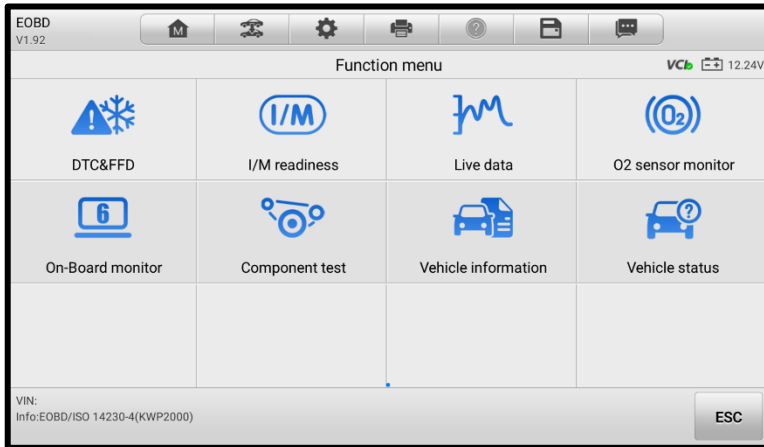 EOBD
V1.92
M
Function menu
VCI 12.24V
I/M
O2
DTC&FFD
I/M readiness
Live data
O2 sensor monitor
6
?
On-Board monitor
Component test
Vehicle information
Vehicle status
VIN:
Info:EOBD/ISO 14230-4(KWP2000)
ESC